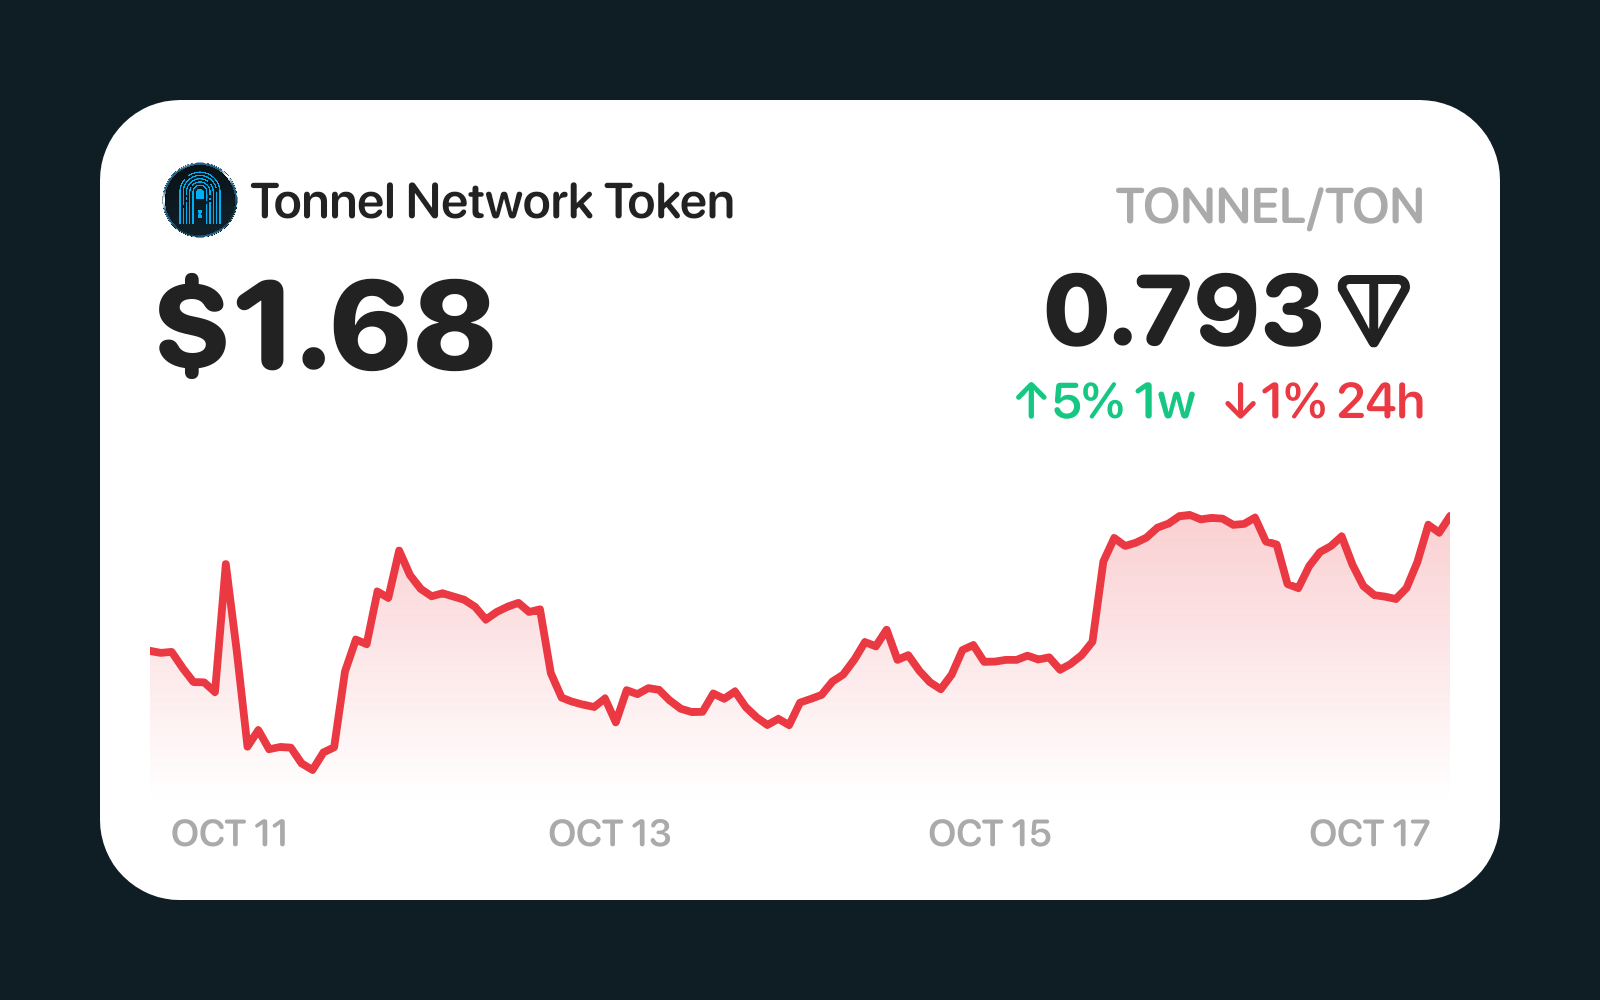 Tonnel Network Token
TONNEL/TON
$1.68
0.793
↑5% 1w ↓1% 24h
OCT 11
OCT 13
OCT 15
OCT 17